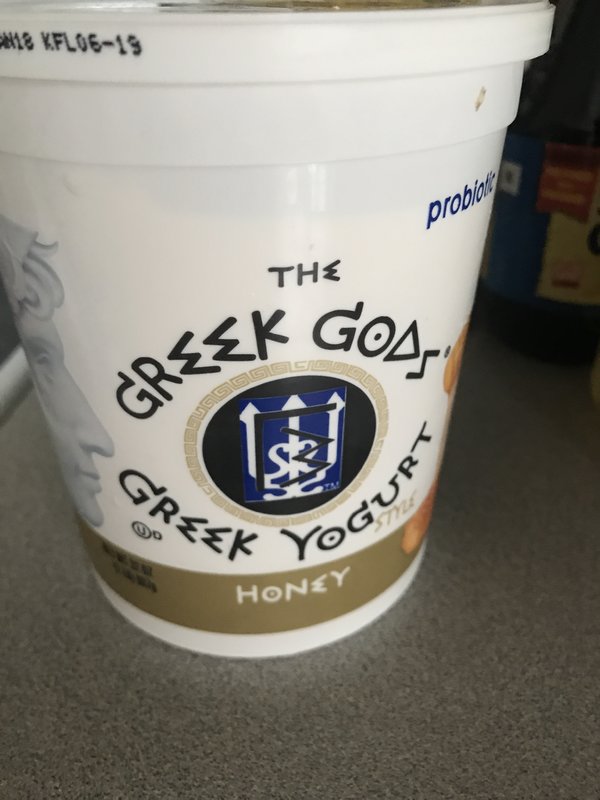 KFL06-19
probiotic
THE
GREEK GODS®
GREEK YOGURT
STYLE
HONEY